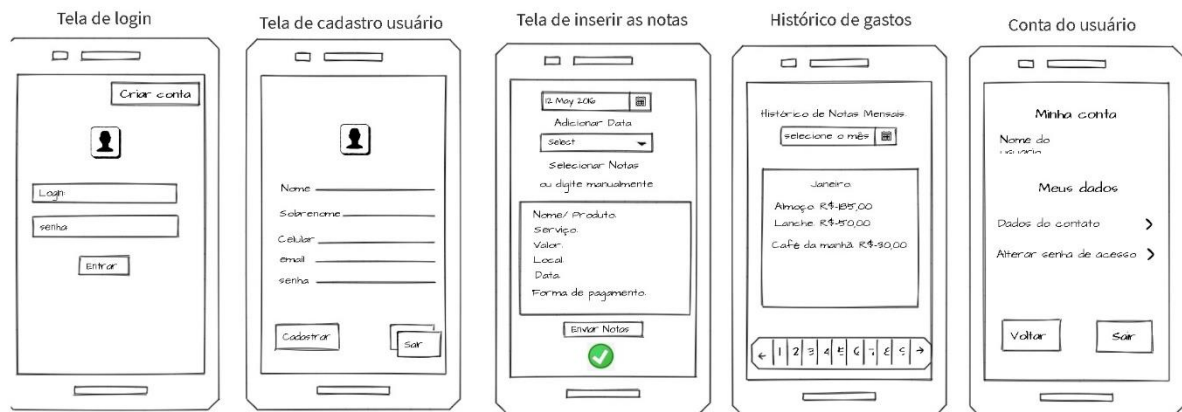 Tela de login
Criar conta
Login
senha
Entrar
Tela de cadastro usuário
Nome
Sobrenome
Celular
email
senha
Cadastrar
Sair
Tela de inserir as notas
12 May 2016
Adicionar Data
Select
Selecionar Notas
ou digite manualmente
Nome/ Produto.
Serviço.
Valor.
Local.
Data.
Forma de pagamento.
Enviar Notas
Histórico de gastos
Histórico de Notas Mensais.
selecione o mês
Janeiro.
Almoço. R$-185,00
Lanche. R$-50,00
Café da manhã. R$-30,00
← 1 2 3 4 5 6 7 8 9 →
Conta do usuário
Minha conta
Nome do
usuario
Meus dados
Dados do contato >
Alterar senha de acesso >
Voltar
Sair